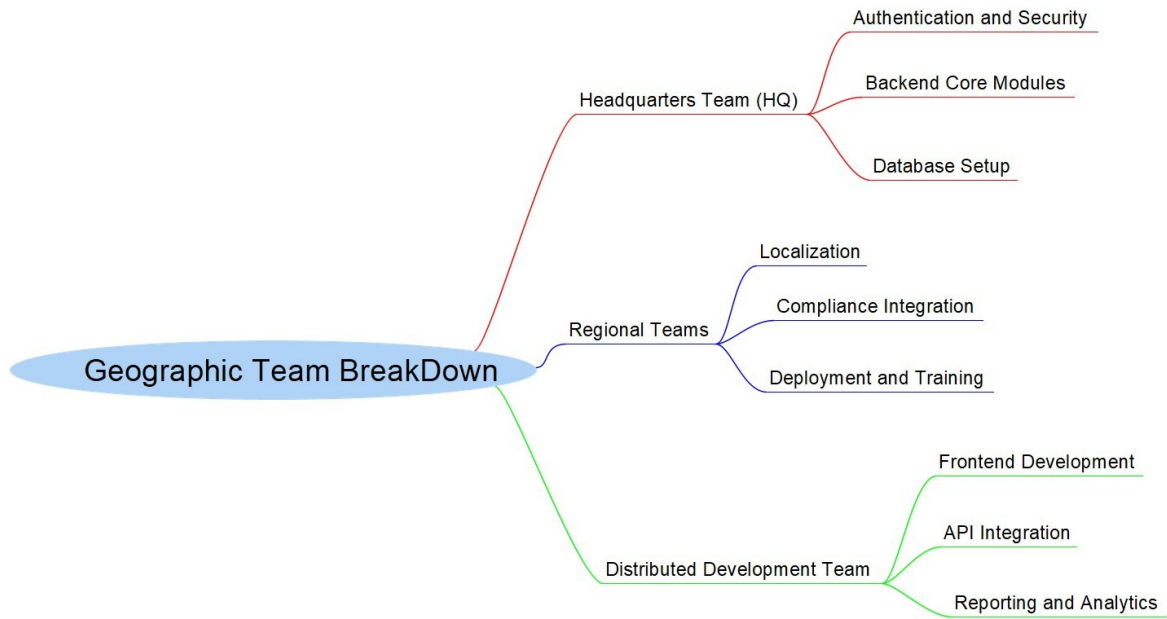 Geographic Team BreakDown
Headquarters Team (HQ)
Authentication and Security
Backend Core Modules
Database Setup
Regional Teams
Localization
Compliance Integration
Deployment and Training
Distributed Development Team
Frontend Development
API Integration
Reporting and Analytics